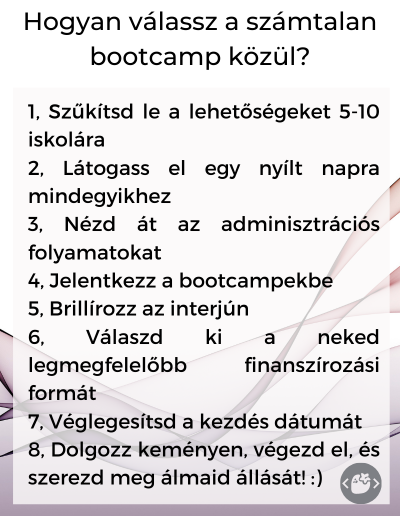 Hogyan válassz a számtalan
bootcamp közül?
1, Szűkítsd le a lehetőségeket 5-10
iskolára
2, Látogass el egy nyílt napra
mindegyikhez
3, Nézd át az adminisztrációs
folyamatokat
4, Jelentkezz a bootcampekbe
5, Brillírozz az interjún
6, Válaszd ki a neked
legmegfelelőbb finanszírozási
formát
7, Véglegesítsd a kezdés dátumát
8, Dolgozz keményen, végezd el, és
szerezd meg álmaid állását! :)